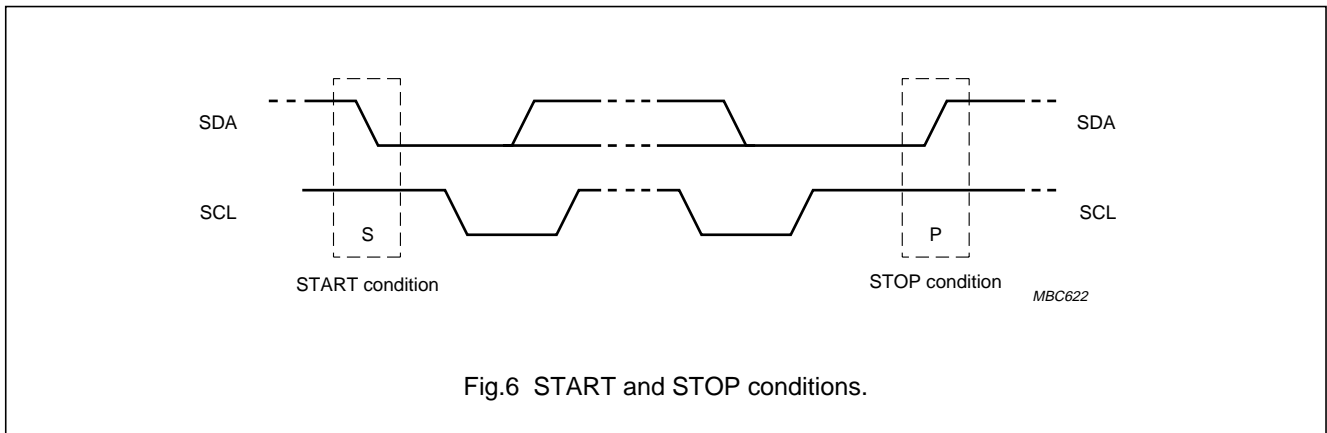 SDA SDA
SCL SCL
S P
START condition STOP condition
MBC622
Fig.6 START and STOP conditions.